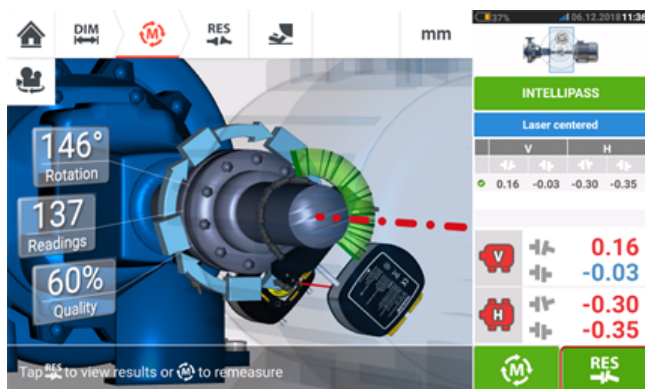 DIM
M
RES
mm
37%
06.12.2018 11:36
146°
Rotation
137
Readings
60%
Quality
Tap RES to view results or M to remeasure
INTELLIPASS
Laser centered
V H
0.16 -0.03 -0.30 -0.35
V
0.16
-0.03
H
-0.30
-0.35
M
RES